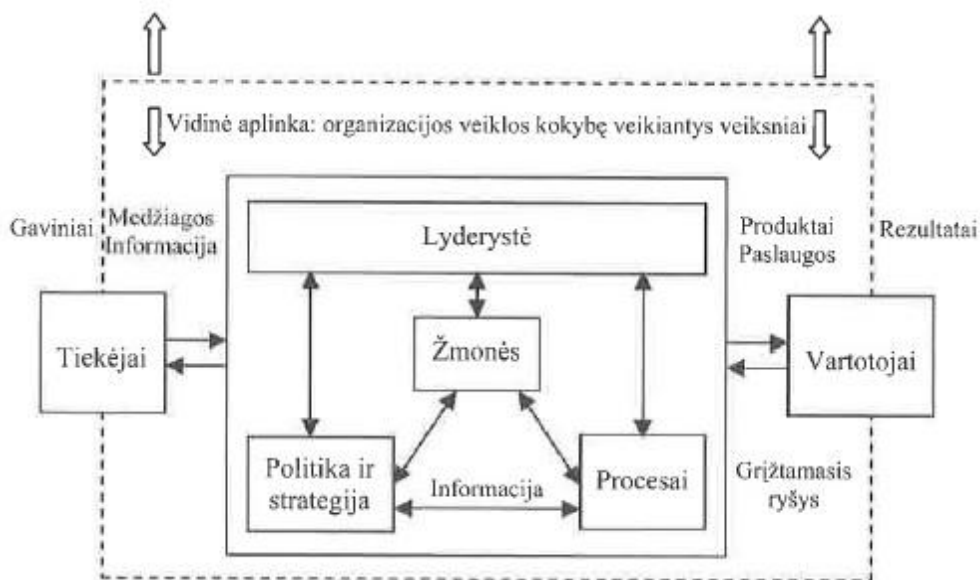 Vidinė aplinka: organizacijos veiklos kokybę veikiantys veiksniai
Gaviniai
Medžiagos
Informacija
Lyderystė
Produktai
Paslaugos
Rezultatai
Tiekėjai
Žmonės
Vartotojai
Politika ir
strategija
Informacija
Procesai
Grįžtamasis
ryšys